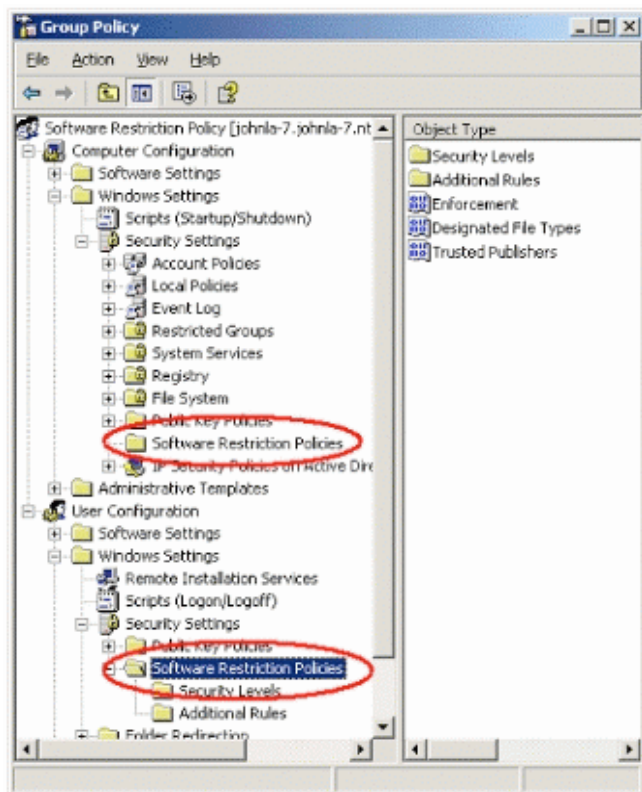 Group Policy
File Action View Help
Software Restriction Policy [johnla-7.johnla-7.nt
Computer Configuration
Software Settings
Windows Settings
Scripts (Startup/Shutdown)
Security Settings
Account Policies
Local Policies
Event Log
Restricted Groups
System Services
Registry
File System
Public Key Policies
Software Restriction Policies
IP Security Policies on Active Dire
Administrative Templates
User Configuration
Software Settings
Windows Settings
Remote Installation Services
Scripts (Logon/Logoff)
Security Settings
Public Key Policies
Software Restriction Policies
Security Levels
Additional Rules
Folder Redirection
Object Type
Security Levels
Additional Rules
Enforcement
Designated File Types
Trusted Publishers